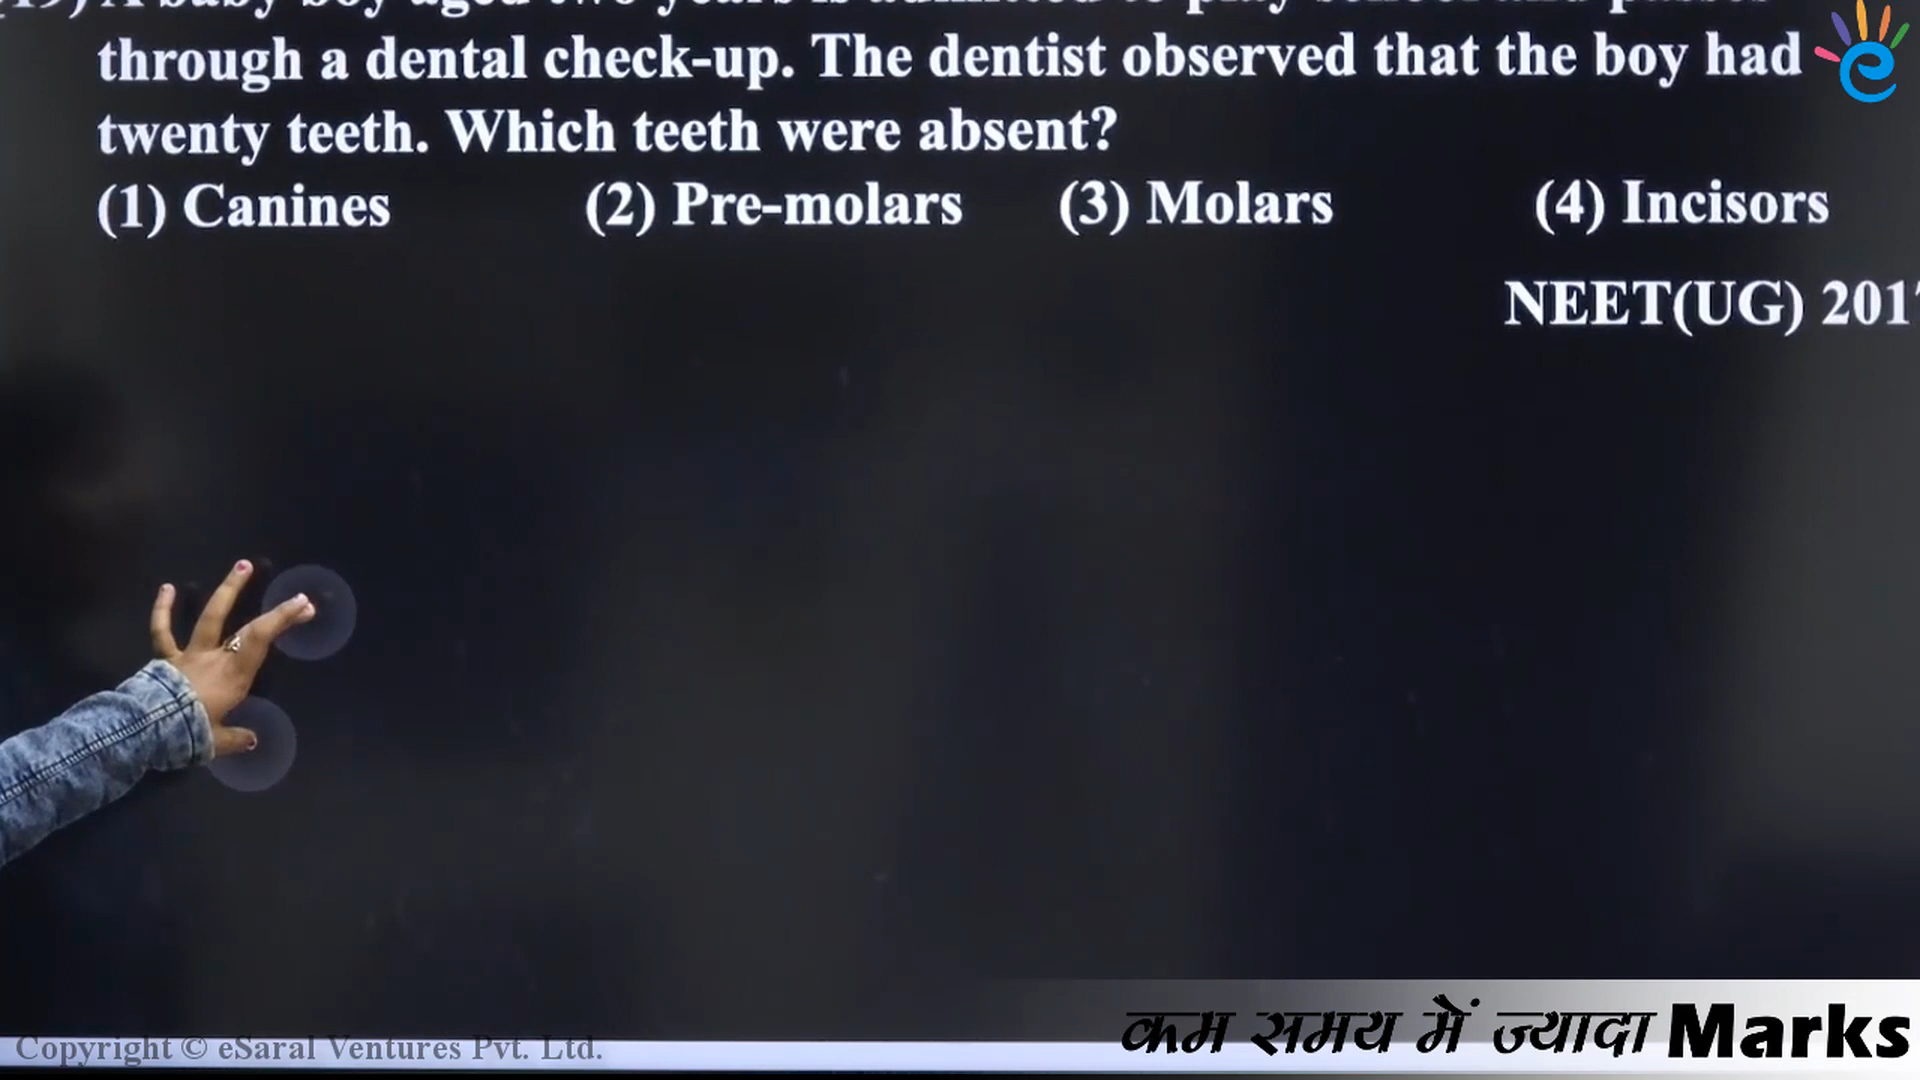 through a dental check-up. The dentist observed that the boy had
twenty teeth. Which teeth were absent?
(1) Canines (2) Pre-molars (3) Molars (4) Incisors
NEET(UG) 201
Copyright © eSaral Ventures Pvt. Ltd.
कम समय में ज्यादा Marks